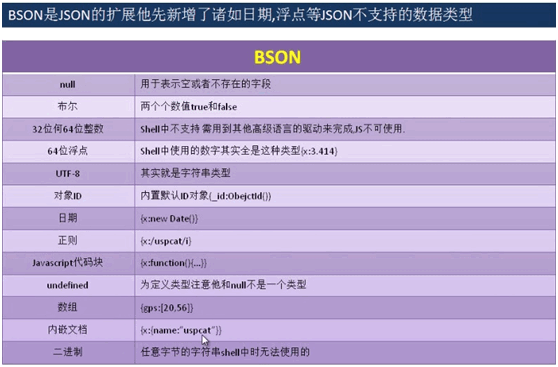 BSON是JSON的扩展他先新增了诸如日期,浮点等JSON不支持的数据类型
BSON
null 用于表示空或者不存在的字段
布尔 两个个数值true和false
32位何64位整数 Shell中不支持需用到其他高级语言的驱动来完成,JS不可使用.
64位浮点 Shell中使用的数字其实全是这种类型{x:3.414}
UTF-8 其实就是字符串类型
对象ID 内置默认ID对象{_id:ObejctId()}
日期 {x:new Date()}
正则 {x:/uspcat/i}
Javascript代码块 {x:function(){...}}
undefined 为定义类型注意他和null不是一个类型
数组 {gps:[20,56]}
内嵌文档 {x:{name:"uspcat"}}
二进制 任意字节的字符串shell中时无法使用的